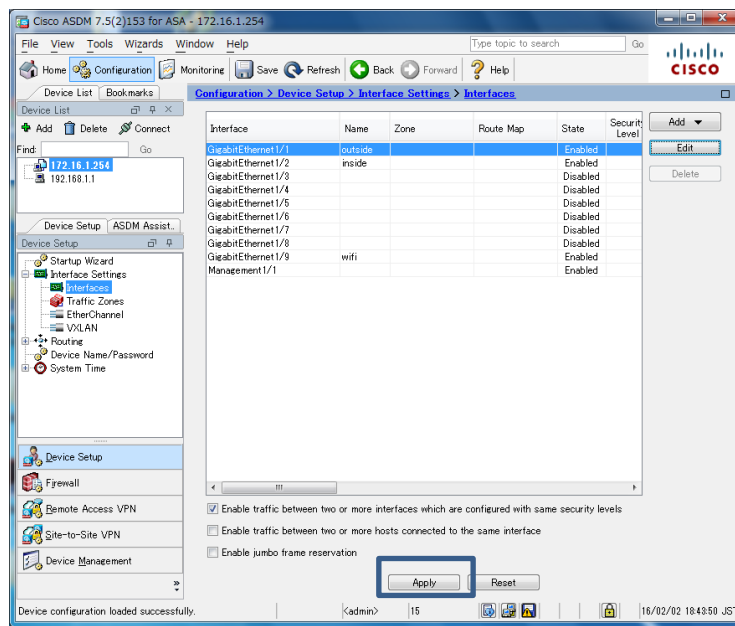 Cisco ASDM 7.5(2)153 for ASA - 172.16.1.254
File View Tools Wizards Window Help
Type topic to search Go
Home Configuration Monitoring Save Refresh Back Forward Help
CISCO
Device List Bookmarks
Configuration > Device Setup > Interface Settings > Interfaces
Device List
Add Delete Connect
Find: Go
172.16.1.254
192.168.1.1
Device Setup ASDM Assist..
Device Setup
Startup Wizard
Interface Settings
Interfaces
Traffic Zones
EtherChannel
VXLAN
Routing
Device Name/Password
System Time
Device Setup
Firewall
Remote Access VPN
Site-to-Site VPN
Device Management
Interface Name Zone Route Map State Security Level
GigabitEthernet1/1 outside Enabled
GigabitEthernet1/2 inside Enabled
GigabitEthernet1/3 Disabled
GigabitEthernet1/4 Disabled
GigabitEthernet1/5 Disabled
GigabitEthernet1/6 Disabled
GigabitEthernet1/7 Disabled
GigabitEthernet1/8 Disabled
GigabitEthernet1/9 wifi Enabled
Management1/1 Enabled
Add
Edit
Delete
Enable traffic between two or more interfaces which are configured with same security levels
Enable traffic between two or more hosts connected to the same interface
Enable jumbo frame reservation
Apply Reset
Device configuration loaded successfully. <admin> 15 16/02/02 18:43:50 JST